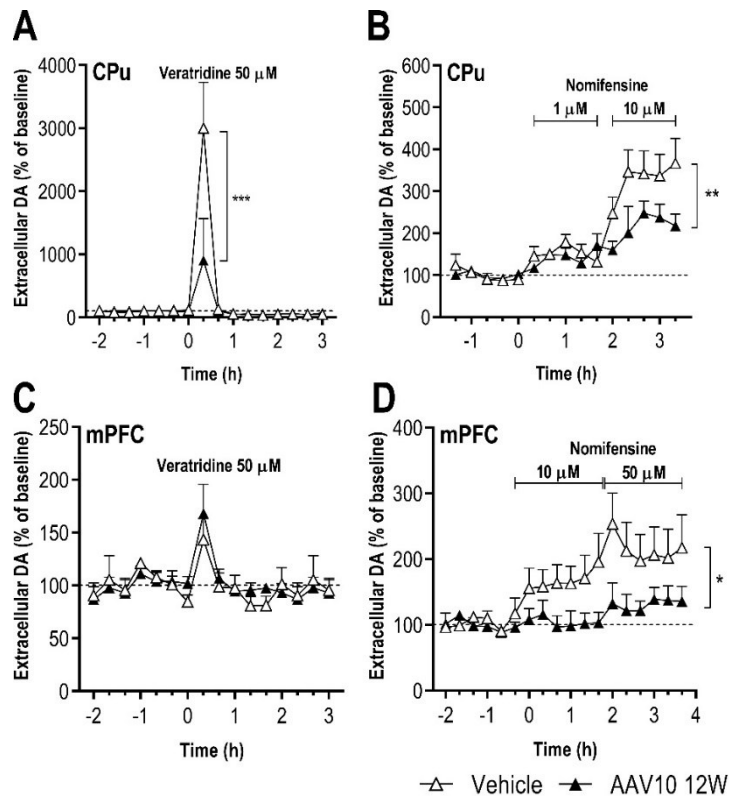 A
CPu
Veratridine 50 µM
Extracellular DA (% of baseline)
4000
3000
2000
1000
0
***
-2 -1 0 1 2 3
Time (h)
B
CPu
Nomifensine
1 µM 10 µM
Extracellular DA (% of baseline)
600
500
400
300
200
100
0
**
-1 0 1 2 3
Time (h)
C
mPFC
Veratridine 50 µM
Extracellular DA (% of baseline)
250
200
150
100
50
0
-2 -1 0 1 2 3
Time (h)
D
mPFC
Nomifensine
10 µM 50 µM
Extracellular DA (% of baseline)
400
300
200
100
0
*
-2 -1 0 1 2 3 4
Time (h)
Vehicle AAV10 12W